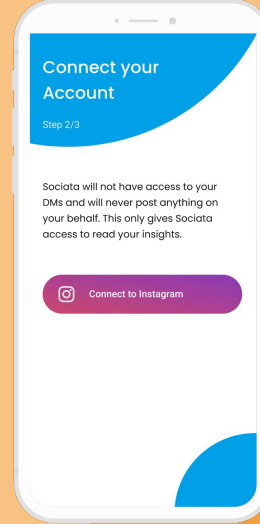 Connect your
Account
Step 2/3
Sociata will not have access to your
DMs and will never post anything on
your behalf. This only gives Sociata
access to read your insights.
Connect to Instagram